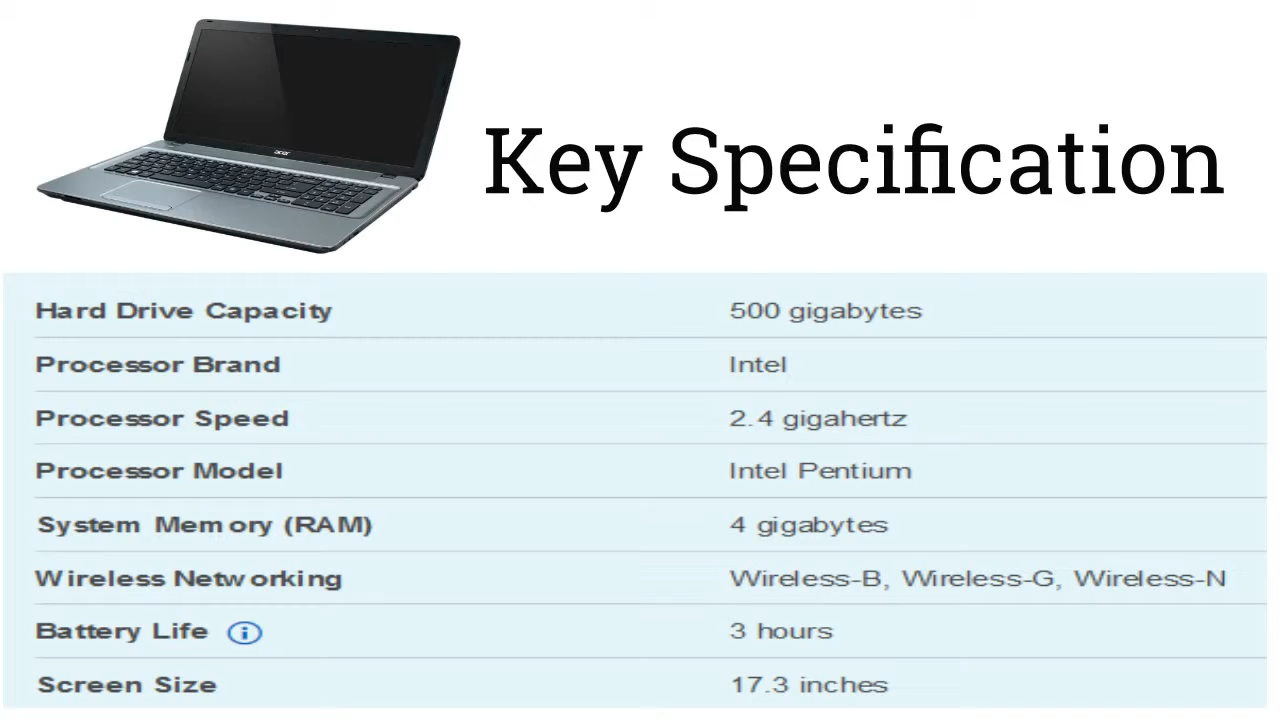 acer
Key Specification
Hard Drive Capacity 500 gigabytes
Processor Brand Intel
Processor Speed 2.4 gigahertz
Processor Model Intel Pentium
System Memory (RAM) 4 gigabytes
Wireless Networking Wireless-B, Wireless-G, Wireless-N
Battery Life i 3 hours
Screen Size 17.3 inches